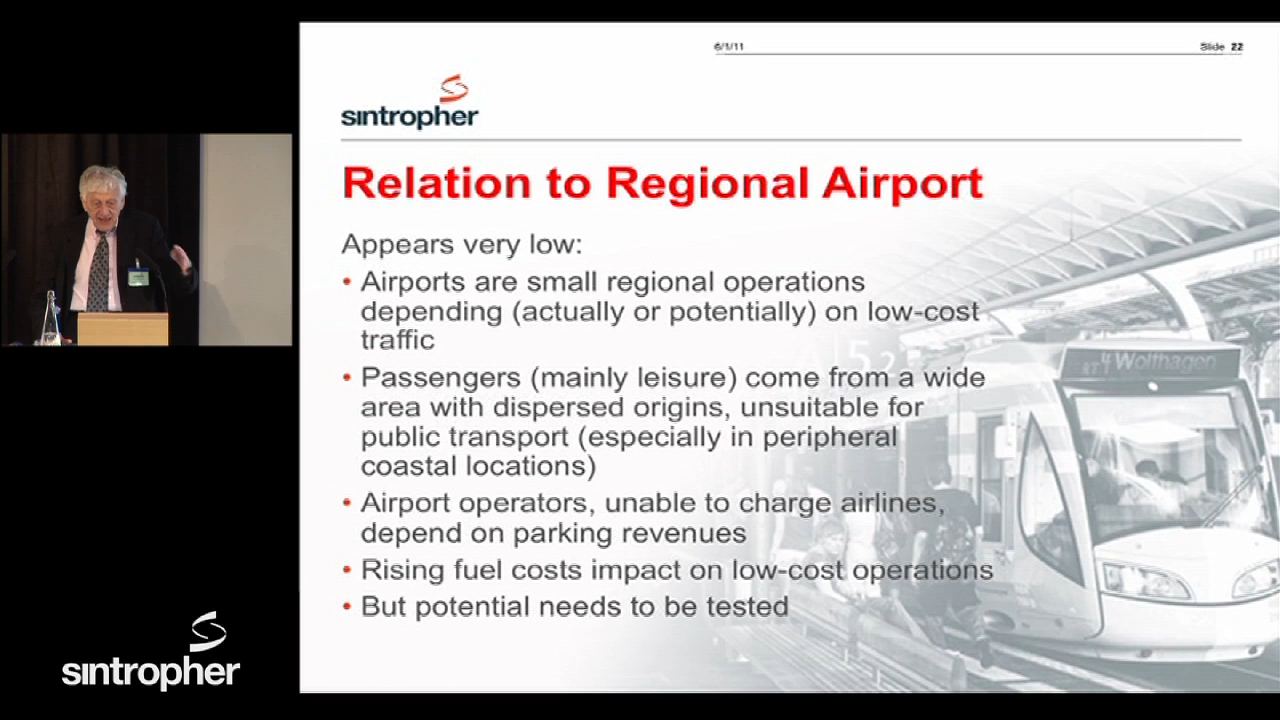 6/1/11
Slide 22
sintropher
Relation to Regional Airport
Appears very low:
• Airports are small regional operations
depending (actually or potentially) on low-cost
traffic
• Passengers (mainly leisure) come from a wide
area with dispersed origins, unsuitable for
public transport (especially in peripheral
coastal locations)
• Airport operators, unable to charge airlines,
depend on parking revenues
• Rising fuel costs impact on low-cost operations
• But potential needs to be tested
4 Wolfhagen
sintropher